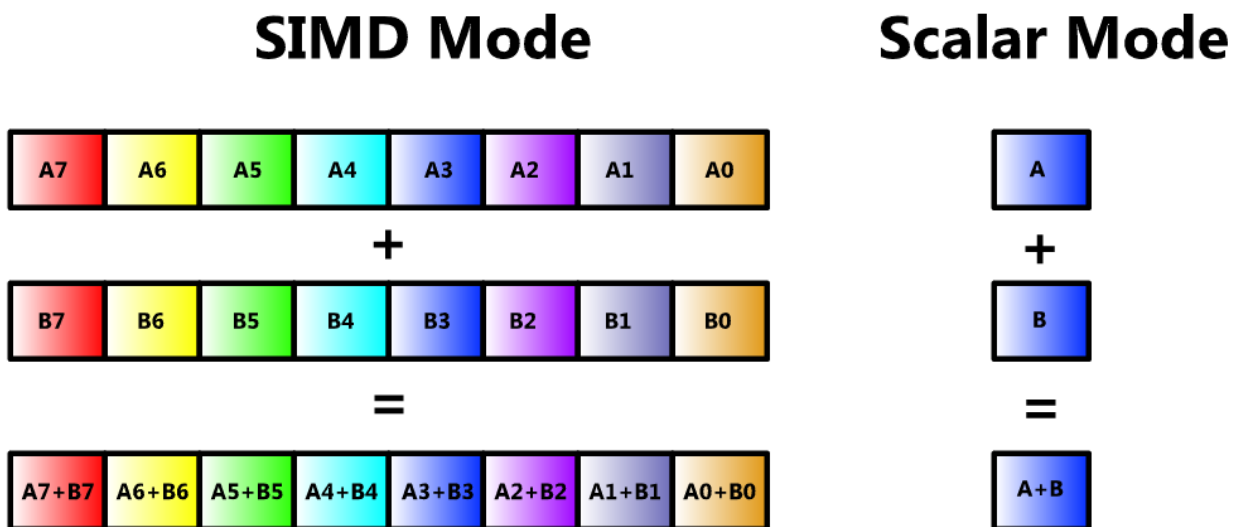 SIMD Mode Scalar Mode
A7 A6 A5 A4 A3 A2 A1 A0 A
+ +
B7 B6 B5 B4 B3 B2 B1 B0 B
= =
A7+B7 A6+B6 A5+B5 A4+B4 A3+B3 A2+B2 A1+B1 A0+B0 A+B